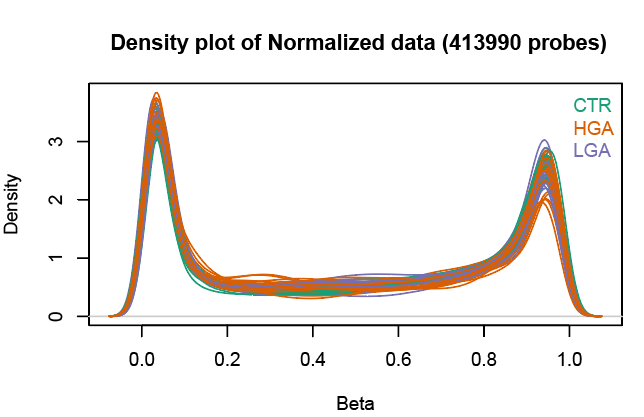 Density plot of Normalized data (413990 probes)
CTR
HGA
LGA
Density
3
2
1
0
0.0 0.2 0.4 0.6 0.8 1.0
Beta